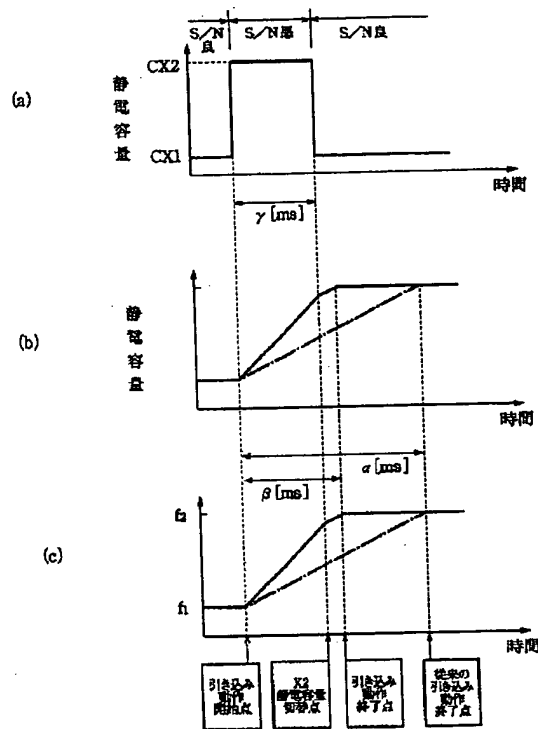 S/N良
S/N悪
S/N良
(a)
静電容量
CX2
CX1
時間
γ[ms]
(b)
静電容量
時間
α[ms]
β[ms]
(c)
f2
f1
時間
引き込み
動作
開始点
X2
静電容量
切替点
引き込み
動作
終了点
従来の
引き込み
動作
終了点